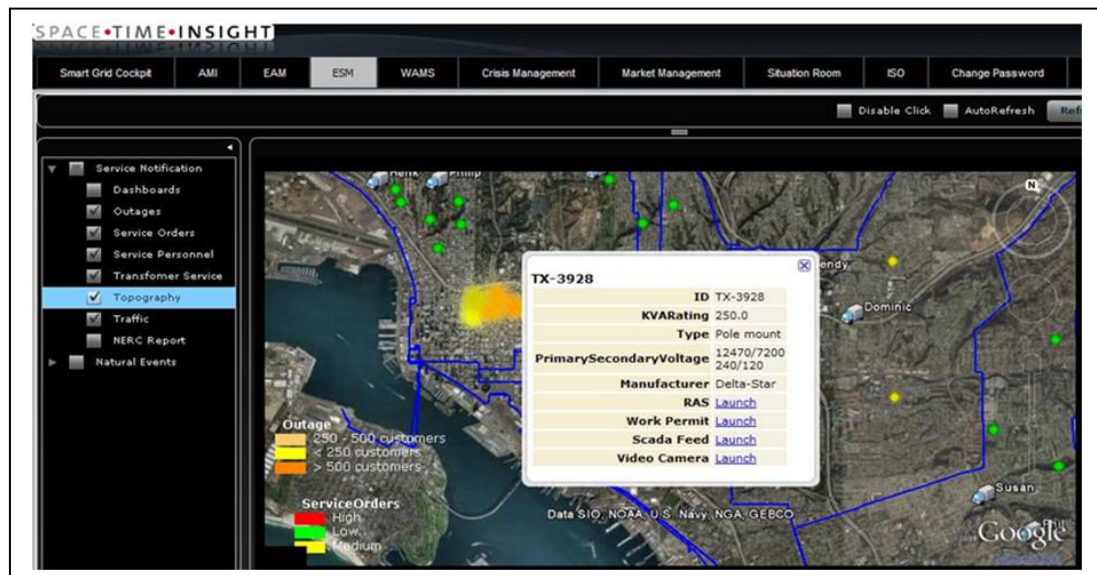 SPACE•TIME•INSIGHT
Smart Grid Cockpit AMI EAM ESM WAMS Crisis Management Market Management Situation Room ISO Change Password
Disable Click AutoRefresh
Service Notification
Dashboards
Outages
Service Orders
Service Personnel
Transfomer Service
Topography
Traffic
NERC Report
Natural Events
Philip
N
Dominic
Susan
TX-3928
ID TX-3928
KVARating 250.0
Type Pole mount
PrimarySecondaryVoltage 12470/7200
240/120
Manufacturer Delta-Star
RAS Launch
Work Permit Launch
Scada Feed Launch
Video Camera Launch
Outage
250 - 500 customers
< 250 customers
> 500 customers
ServiceOrders
High
Low
Medium
Data SIO, NOAA, U.S. Navy, NGA, GEBCO
Google